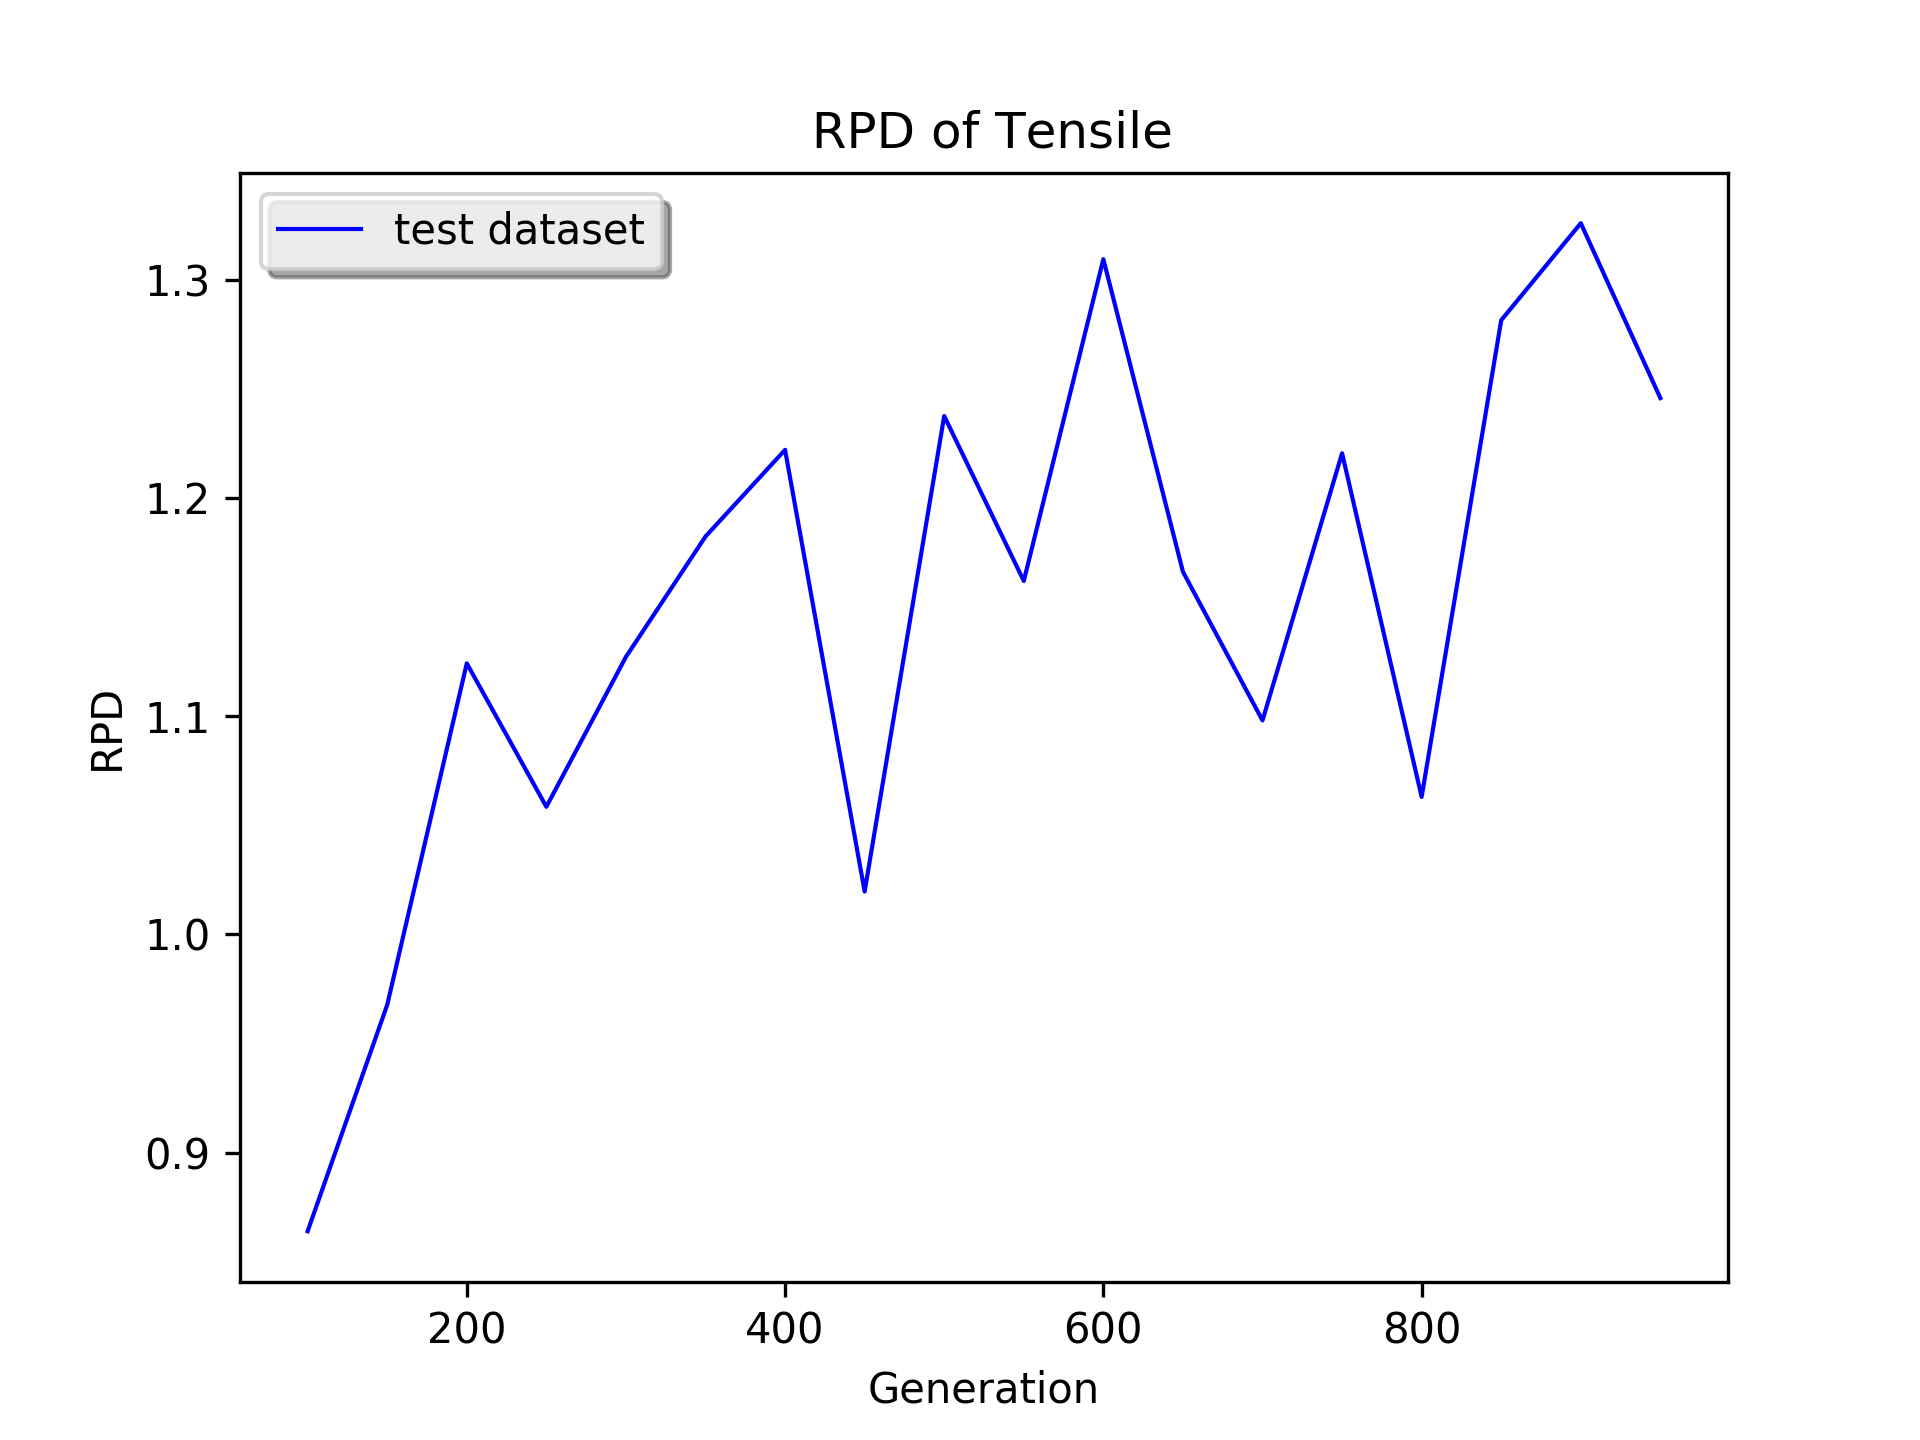 RPD of Tensile
test dataset
1.3
1.2
1.1
1.0
0.9
RPD
200 400 600 800
Generation